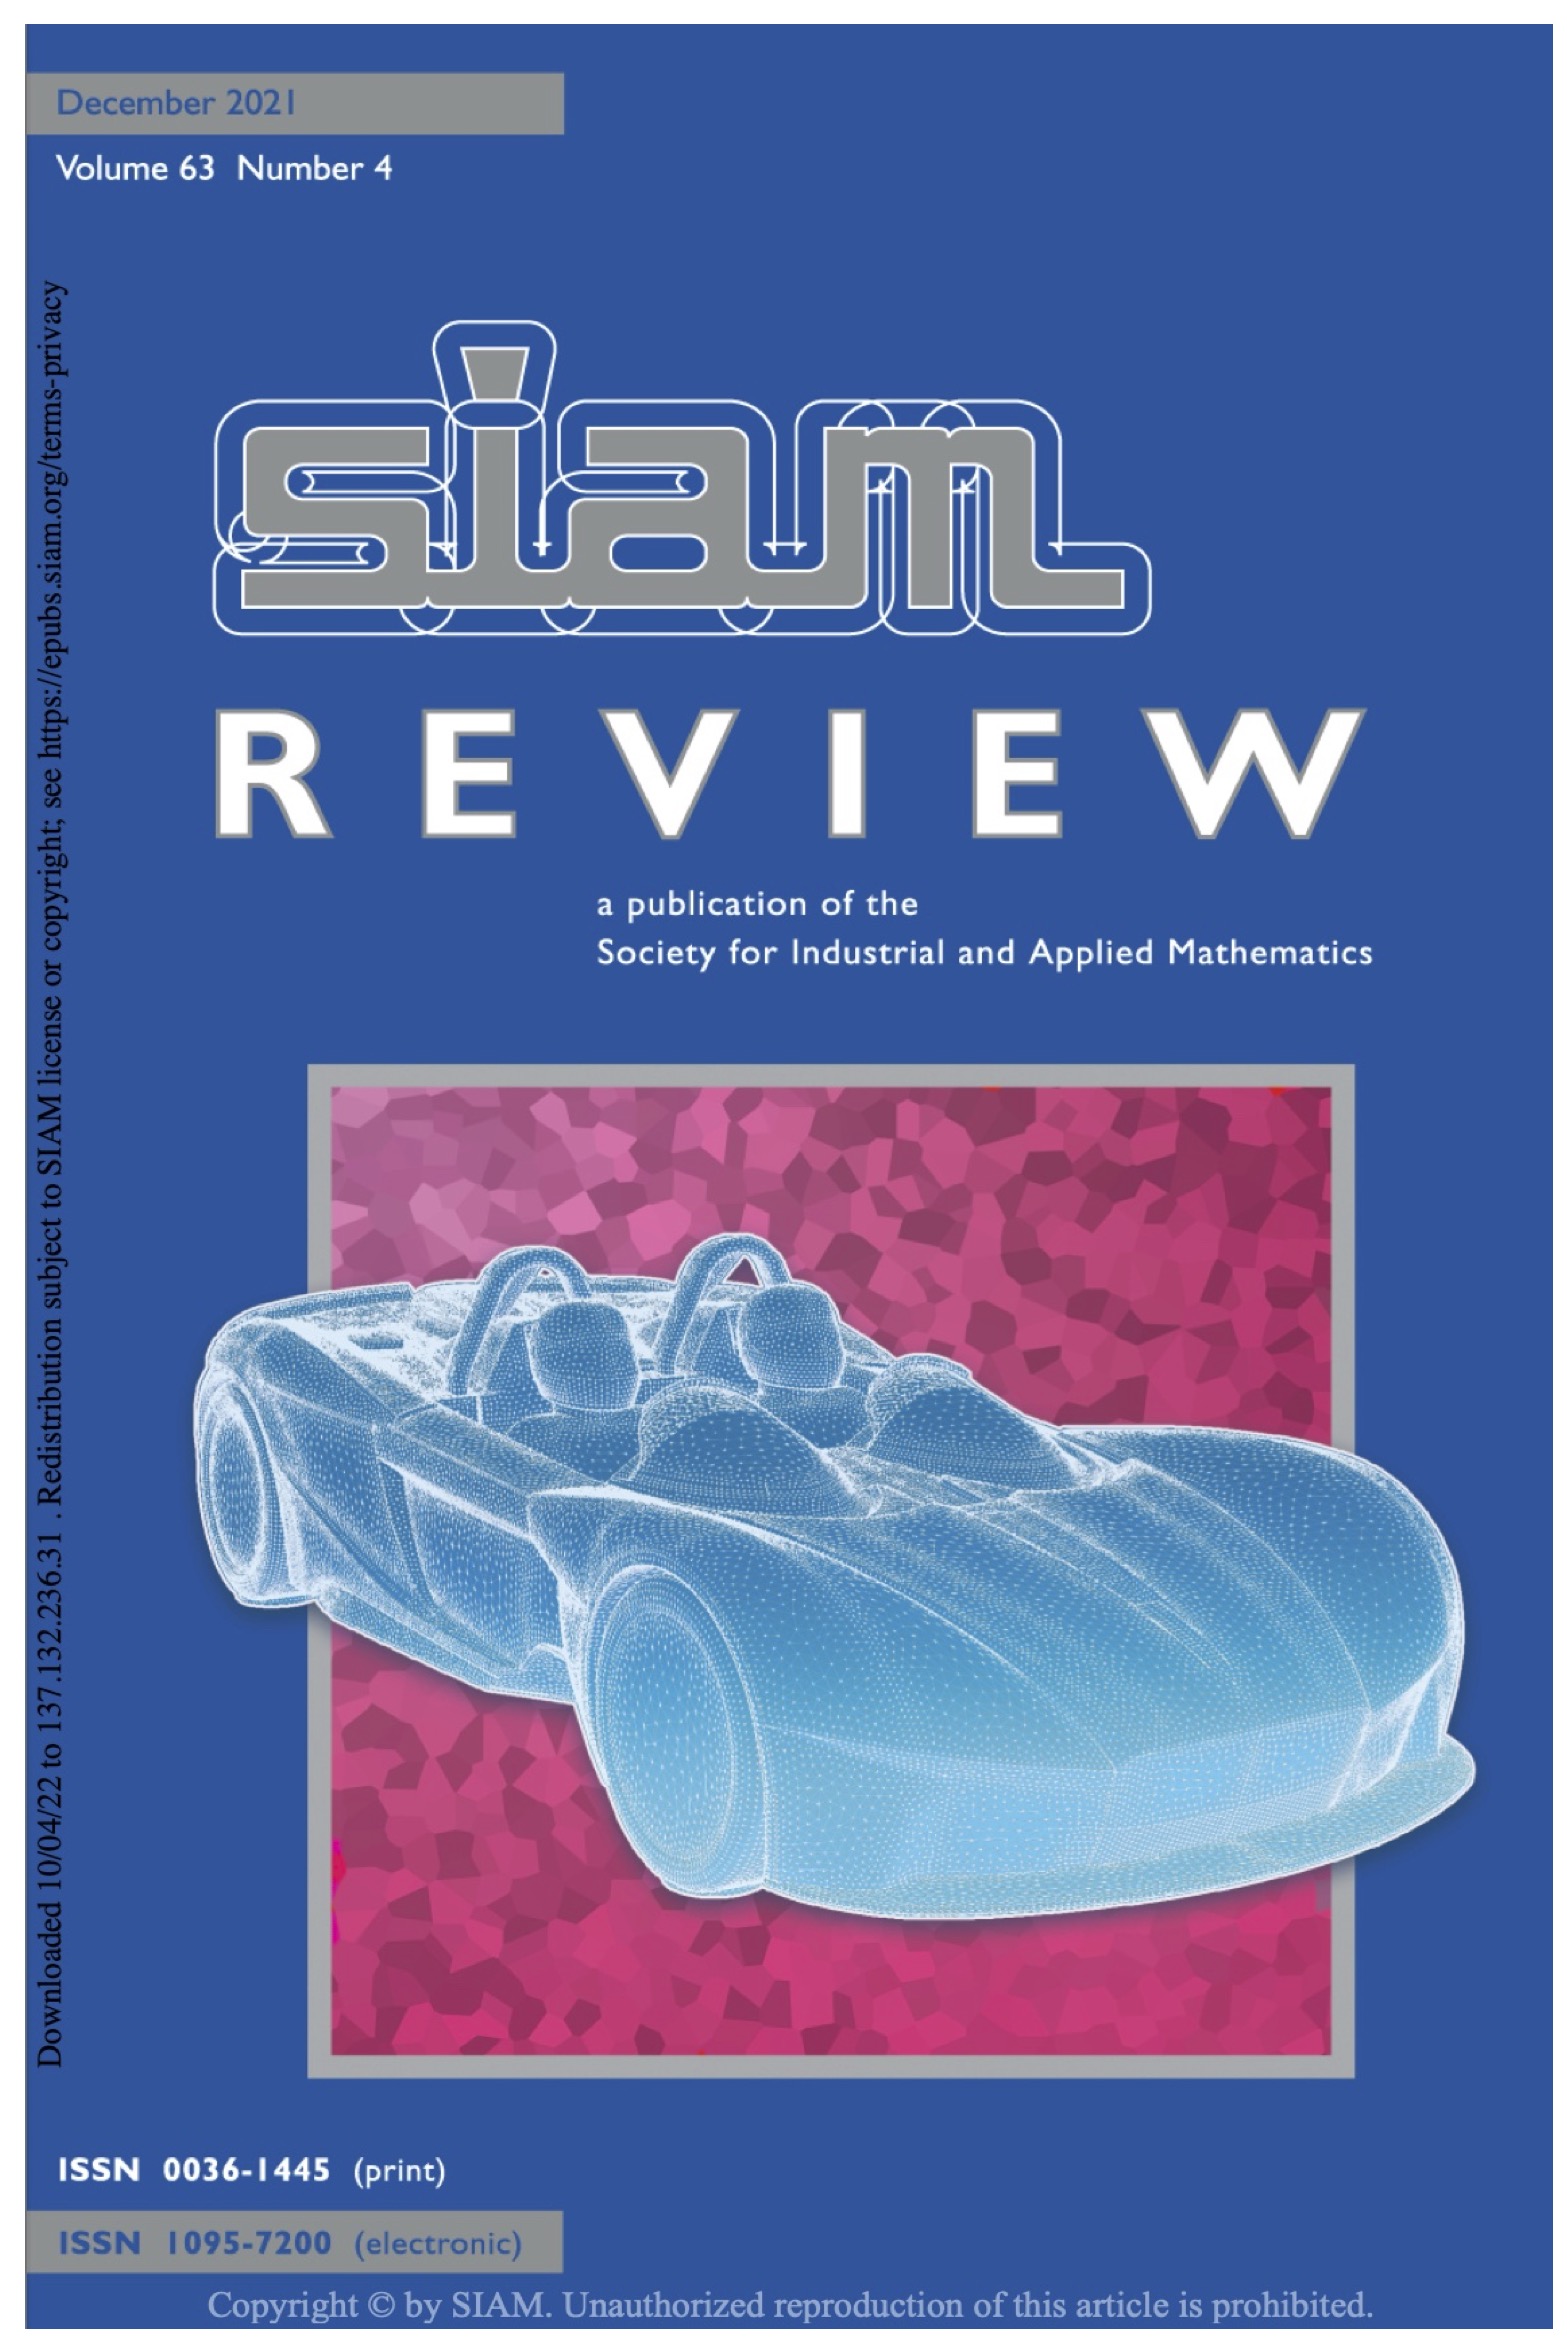 December 2021
Volume 63 Number 4
siam
REVIEW
a publication of the
Society for Industrial and Applied Mathematics
ISSN 0036-1445 (print)
ISSN 1095-7200 (electronic)
Copyright © by SIAM. Unauthorized reproduction of this article is prohibited.
Downloaded 10/04/22 to 137.132.236.31 . Redistribution subject to SIAM license or copyright; see https://epubs.siam.org/terms-privacy